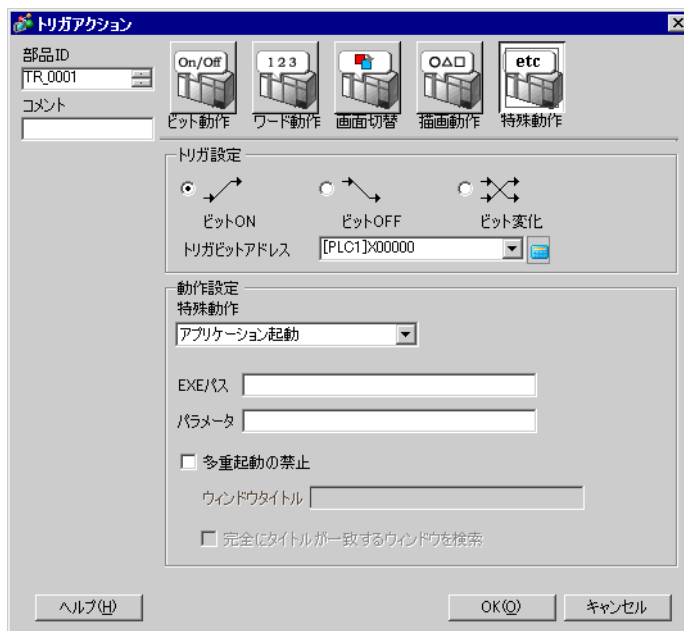 トリガアクション
部品ID
TR_0001
コメント
On/Off
1 2 3
etc
ビット動作
ワード動作
画面切替
描画動作
特殊動作
トリガ設定
ビットON
ビットOFF
ビット変化
トリガビットアドレス
[PLC1]X00000
動作設定
特殊動作
アプリケーション起動
EXEパス
パラメータ
多重起動の禁止
ウィンドウタイトル
完全にタイトルが一致するウィンドウを検索
ヘルプ(H)
OK(O)
キャンセル